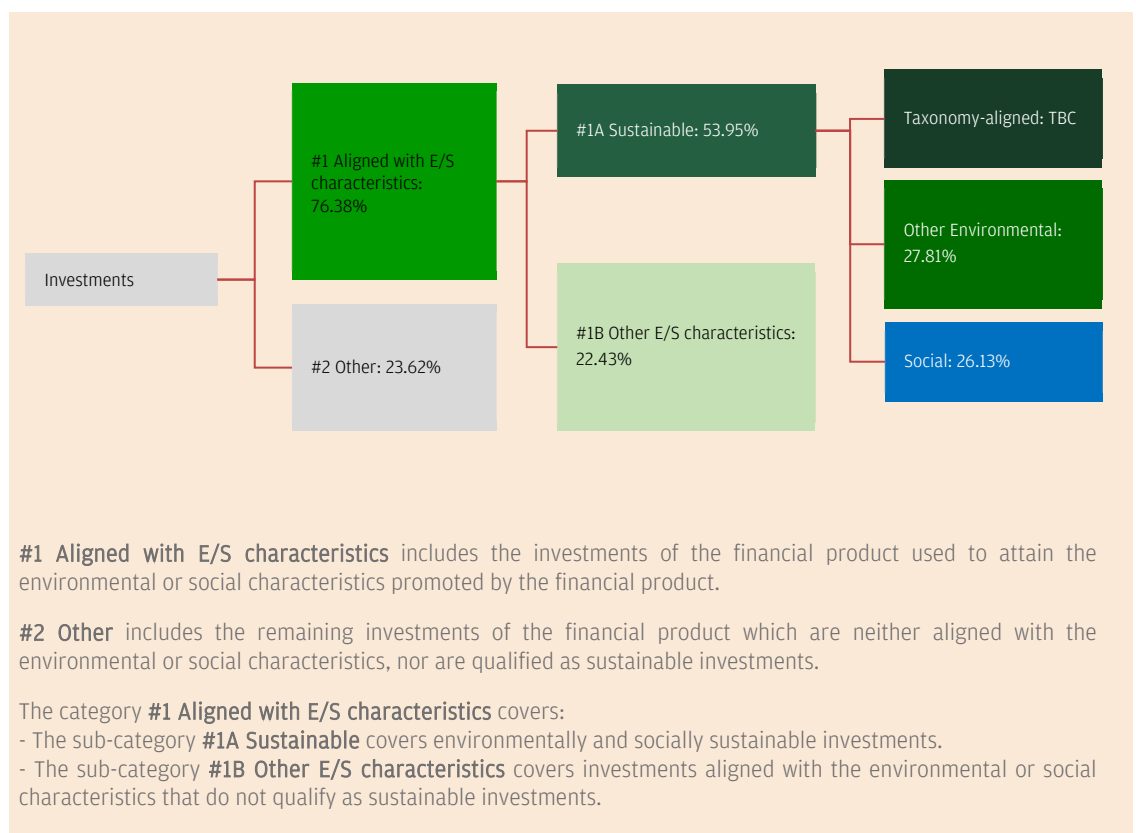 Investments
#1 Aligned with E/S
characteristics:
76.38%
#2 Other: 23.62%
#1A Sustainable: 53.95%
#1B Other E/S characteristics:
22.43%
Taxonomy-aligned: TBC
Other Environmental:
27.81%
Social: 26.13%
#1 Aligned with E/S characteristics includes the investments of the financial product used to attain the
environmental or social characteristics promoted by the financial product.
#2 Other includes the remaining investments of the financial product which are neither aligned with the
environmental or social characteristics, nor are qualified as sustainable investments.
The category #1 Aligned with E/S characteristics covers:
- The sub-category #1A Sustainable covers environmentally and socially sustainable investments.
- The sub-category #1B Other E/S characteristics covers investments aligned with the environmental or social
characteristics that do not qualify as sustainable investments.